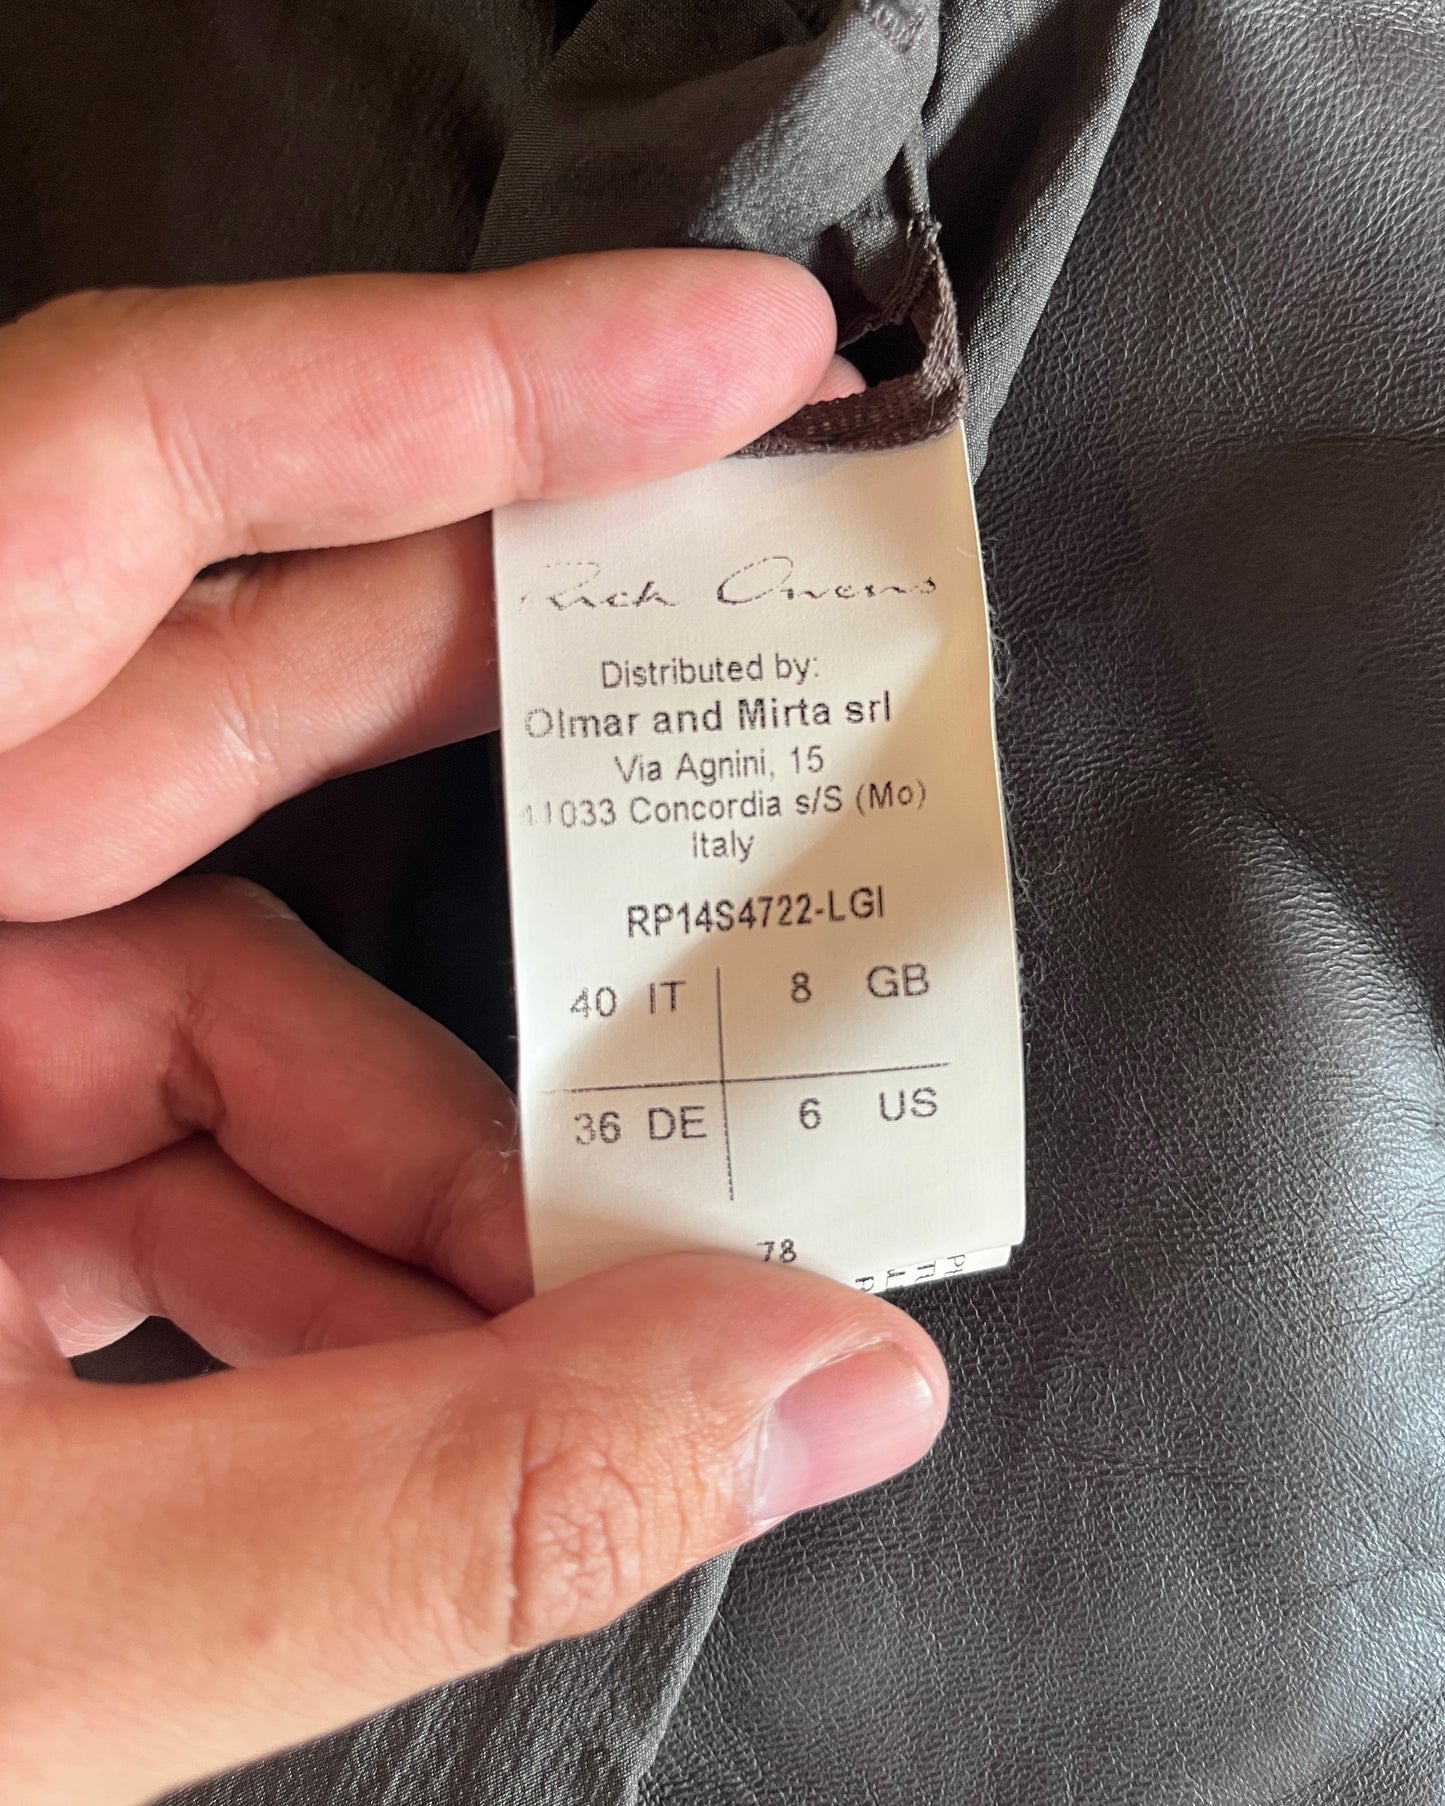 Rick Owens
Distributed by:
Olmar and Mirta srl
Via Agnini, 15
41033 Concordia s/S (Mo)
Italy
RP14S4722-LGI
40 IT 8 GB
36 DE 6 US
78